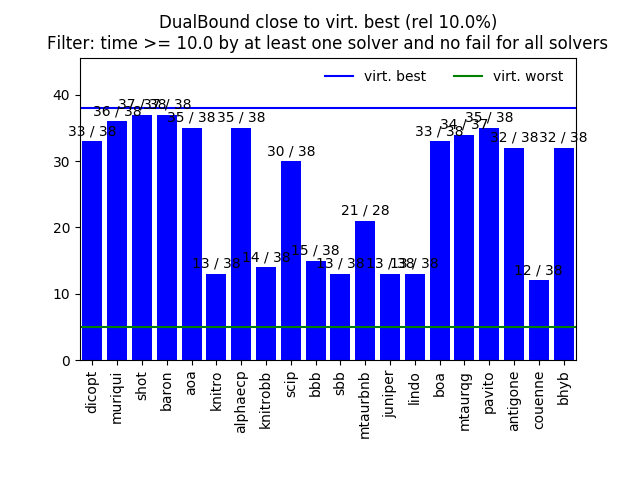 DualBound close to virt. best (rel 10.0%)
Filter: time >= 10.0 by at least one solver and no fail for all solvers
virt. best
virt. worst
40
30
20
10
0
33 / 38
36 / 38
37 / 38
37 / 38
35 / 38
13 / 38
35 / 38
14 / 38
30 / 38
15 / 38
13 / 38
21 / 28
13 / 38
13 / 38
33 / 38
34 / 37
35 / 38
32 / 38
12 / 38
32 / 38
dicopt
muriqui
shot
baron
aoa
knitro
alphaecp
knitrobb
scip
bbb
sbb
mtaurbnb
juniper
lindo
boa
mtaurqg
pavito
antigone
couenne
bhyb